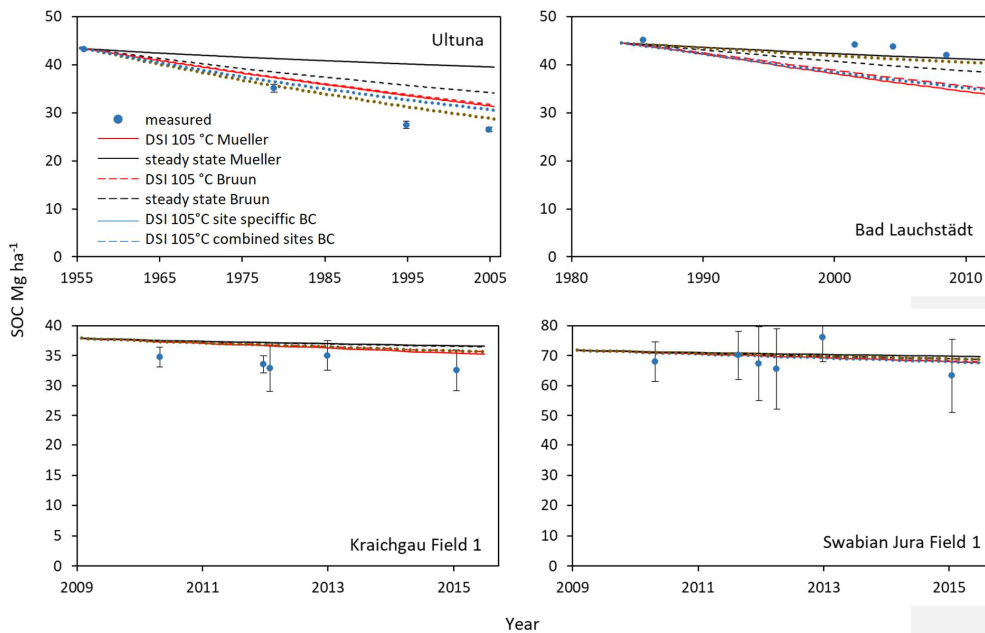 50
40
30
20
10
0
Ultuna
measured
DSI 105 °C Mueller
steady state Mueller
DSI 105 °C Bruun
steady state Bruun
DSI 105°C site speciffic BC
DSI 105°C combined sites BC
1955 1965 1975 1985 1995 2005
50
40
30
20
10
0
Bad Lauchstädt
1980 1990 2000 2010
SOC Mg ha⁻¹
40
35
30
25
20
15
10
5
0
Kraichgau Field 1
2009 2011 2013 2015
80
70
60
50
40
30
20
10
0
Swabian Jura Field 1
2009 2011 2013 2015
Year